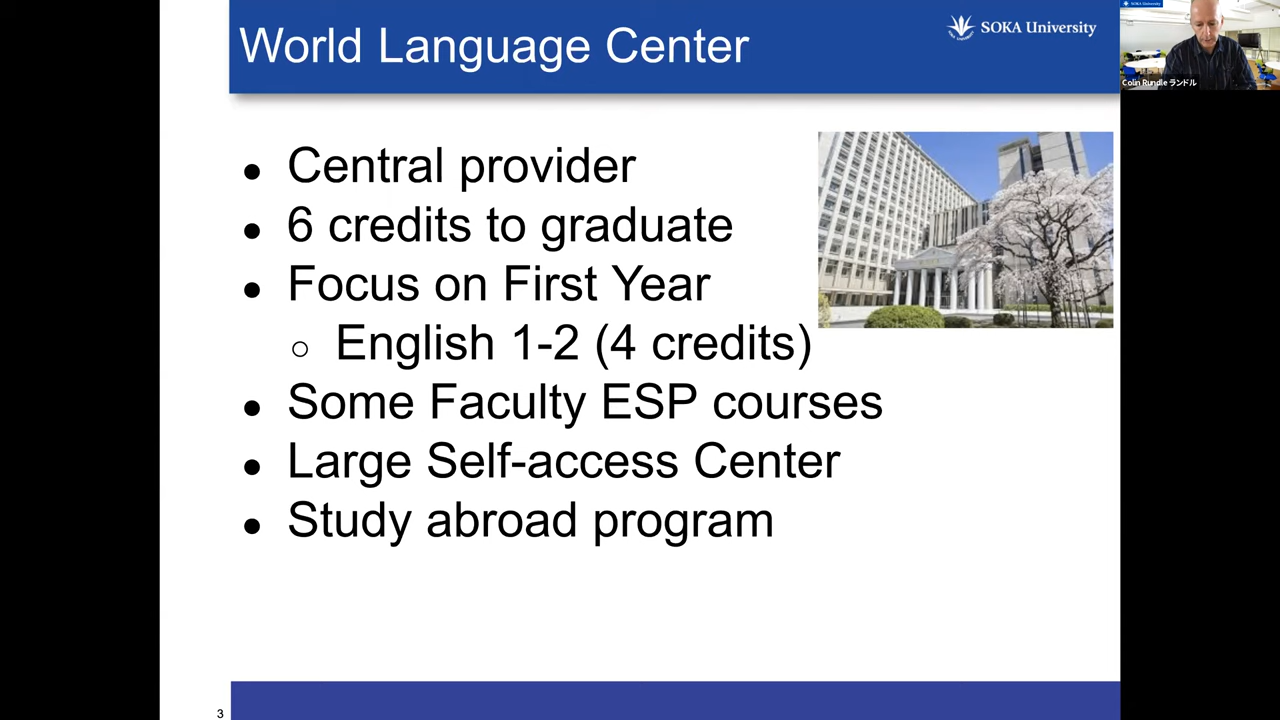 World Language Center
SOKA University
SOKA University
Colin Rundle ランドル
● Central provider
● 6 credits to graduate
● Focus on First Year
○ English 1-2 (4 credits)
● Some Faculty ESP courses
● Large Self-access Center
● Study abroad program
3